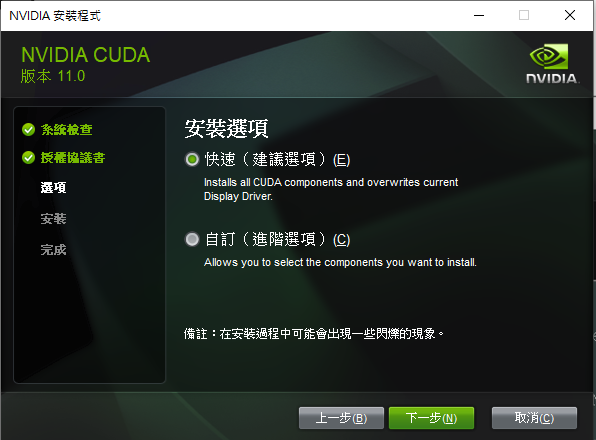 NVIDIA 安裝程式
NVIDIA CUDA
版本 11.0
NVIDIA.
系統檢查
授權協議書
選項
安裝
完成
安裝選項
快速（建議選項）(E)
Installs all CUDA components and overwrites current
Display Driver.
自訂（進階選項）(C)
Allows you to select the components you want to install.
備註：在安裝過程中可能會出現一些閃爍的現象。
上一步(B)
下一步(N)
取消(C)